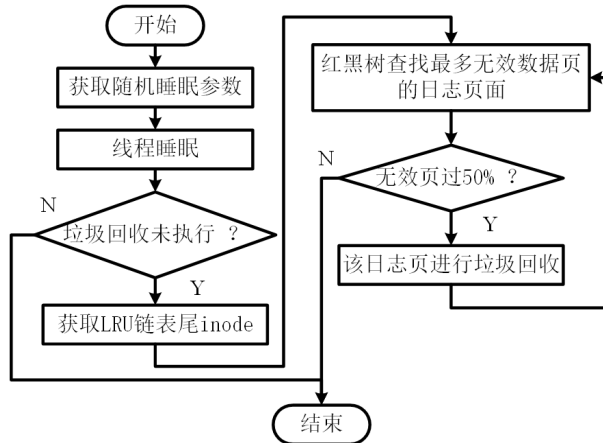 开始
获取随机睡眠参数
线程睡眠
N
垃圾回收未执行 ?
Y
获取LRU链表尾inode
红黑树查找最多无效数据页
的日志页面
N
无效页过50% ?
Y
该日志页进行垃圾回收
结束